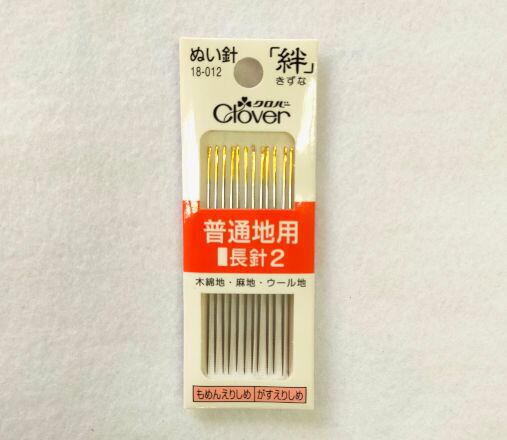 ぬい針
18-012
「絆」
きずな
クロバー
Clover
普通地用
長針2
木綿地・麻地・ウール地
もめんえりしめ がすえりしめ